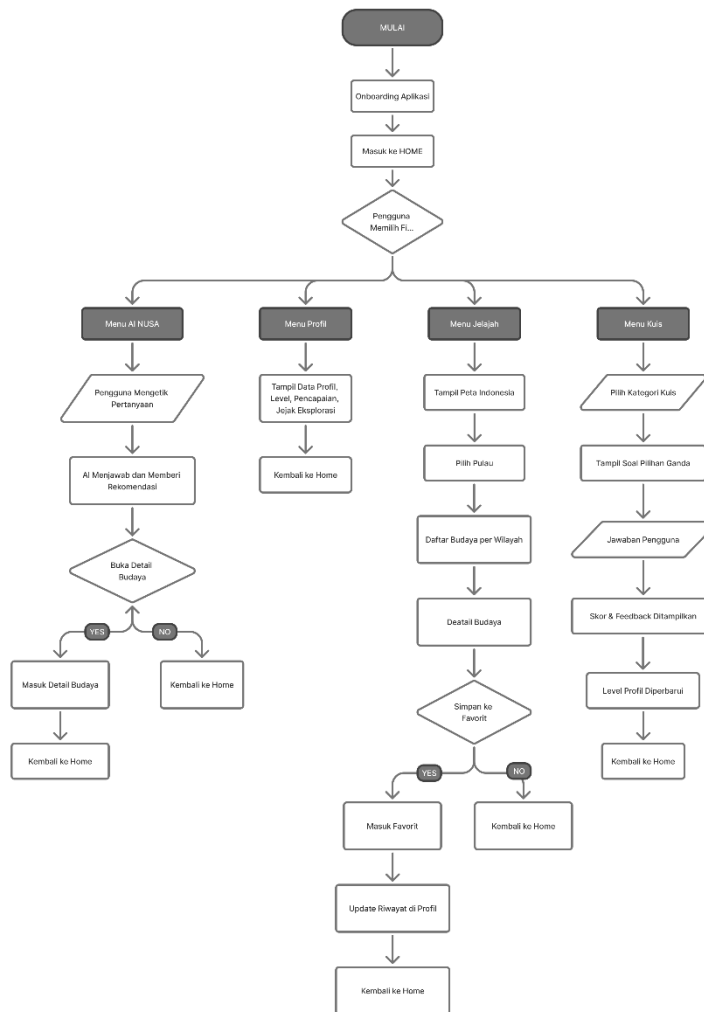 MULAI
Onboarding Aplikasi
Masuk ke HOME
Pengguna
Memilih Fi...
Menu AI NUSA
Menu Profil
Menu Jelajah
Menu Kuis
Pengguna Mengetik
Pertanyaan
Tampil Data Profil,
Level, Pencapaian,
Jejak Eksplorasi
Tampil Peta Indonesia
Pilih Kategori Kuis
AI Menjawab dan Memberi
Rekomendasi
Kembali ke Home
Pilih Pulau
Tampil Soal Pilihan Ganda
Buka Detail
Budaya
Daftar Budaya per Wilayah
Jawaban Pengguna
YES
NO
Deatail Budaya
Skor & Feedback Ditampilkan
Masuk Detail Budaya
Kembali ke Home
Simpan ke
Favorit
Level Profil Diperbarui
Kembali ke Home
Kembali ke Home
YES
NO
Masuk Favorit
Kembali ke Home
Update Riwayat di Profil
Kembali ke Home